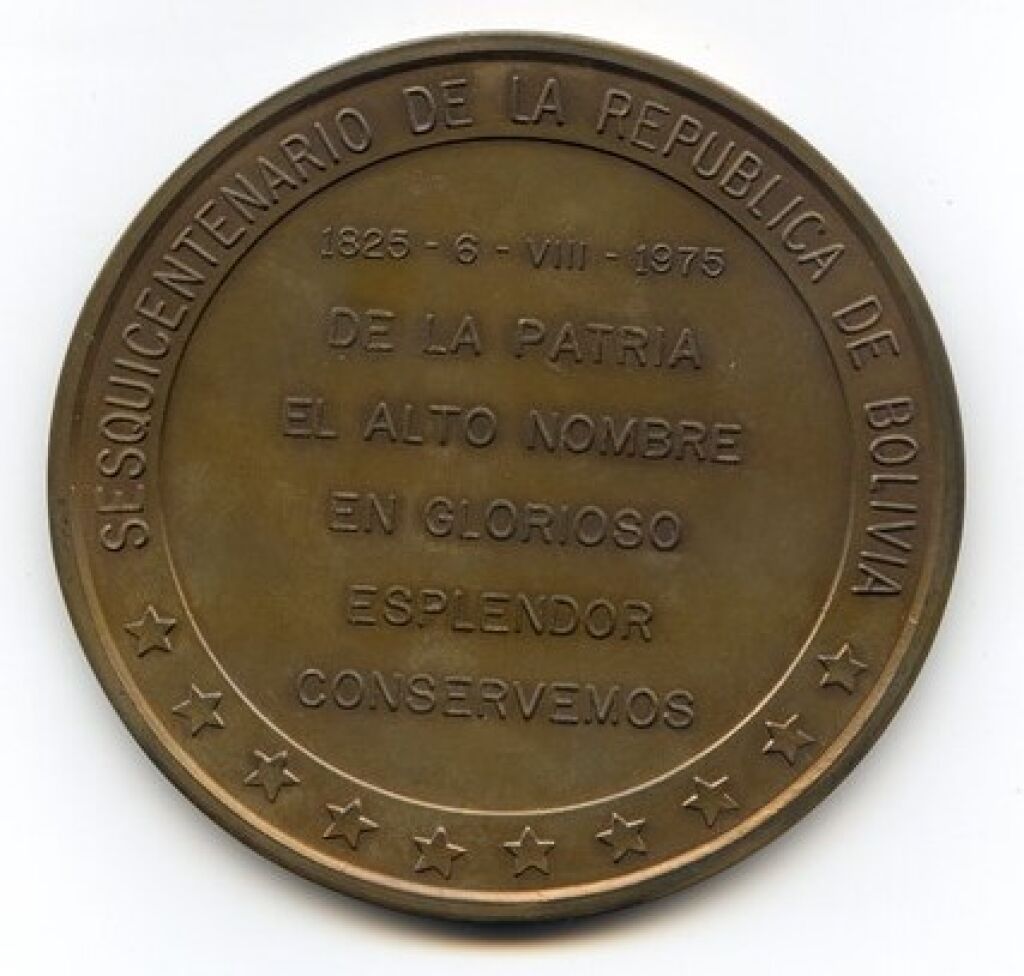 SESQUICENTENARIO DE LA REPUBLICA DE BOLIVIA
1825 - 6 - VIII - 1975
DE LA PATRIA
EL ALTO NOMBRE
EN GLORIOSO
ESPLENDOR
CONSERVEMOS